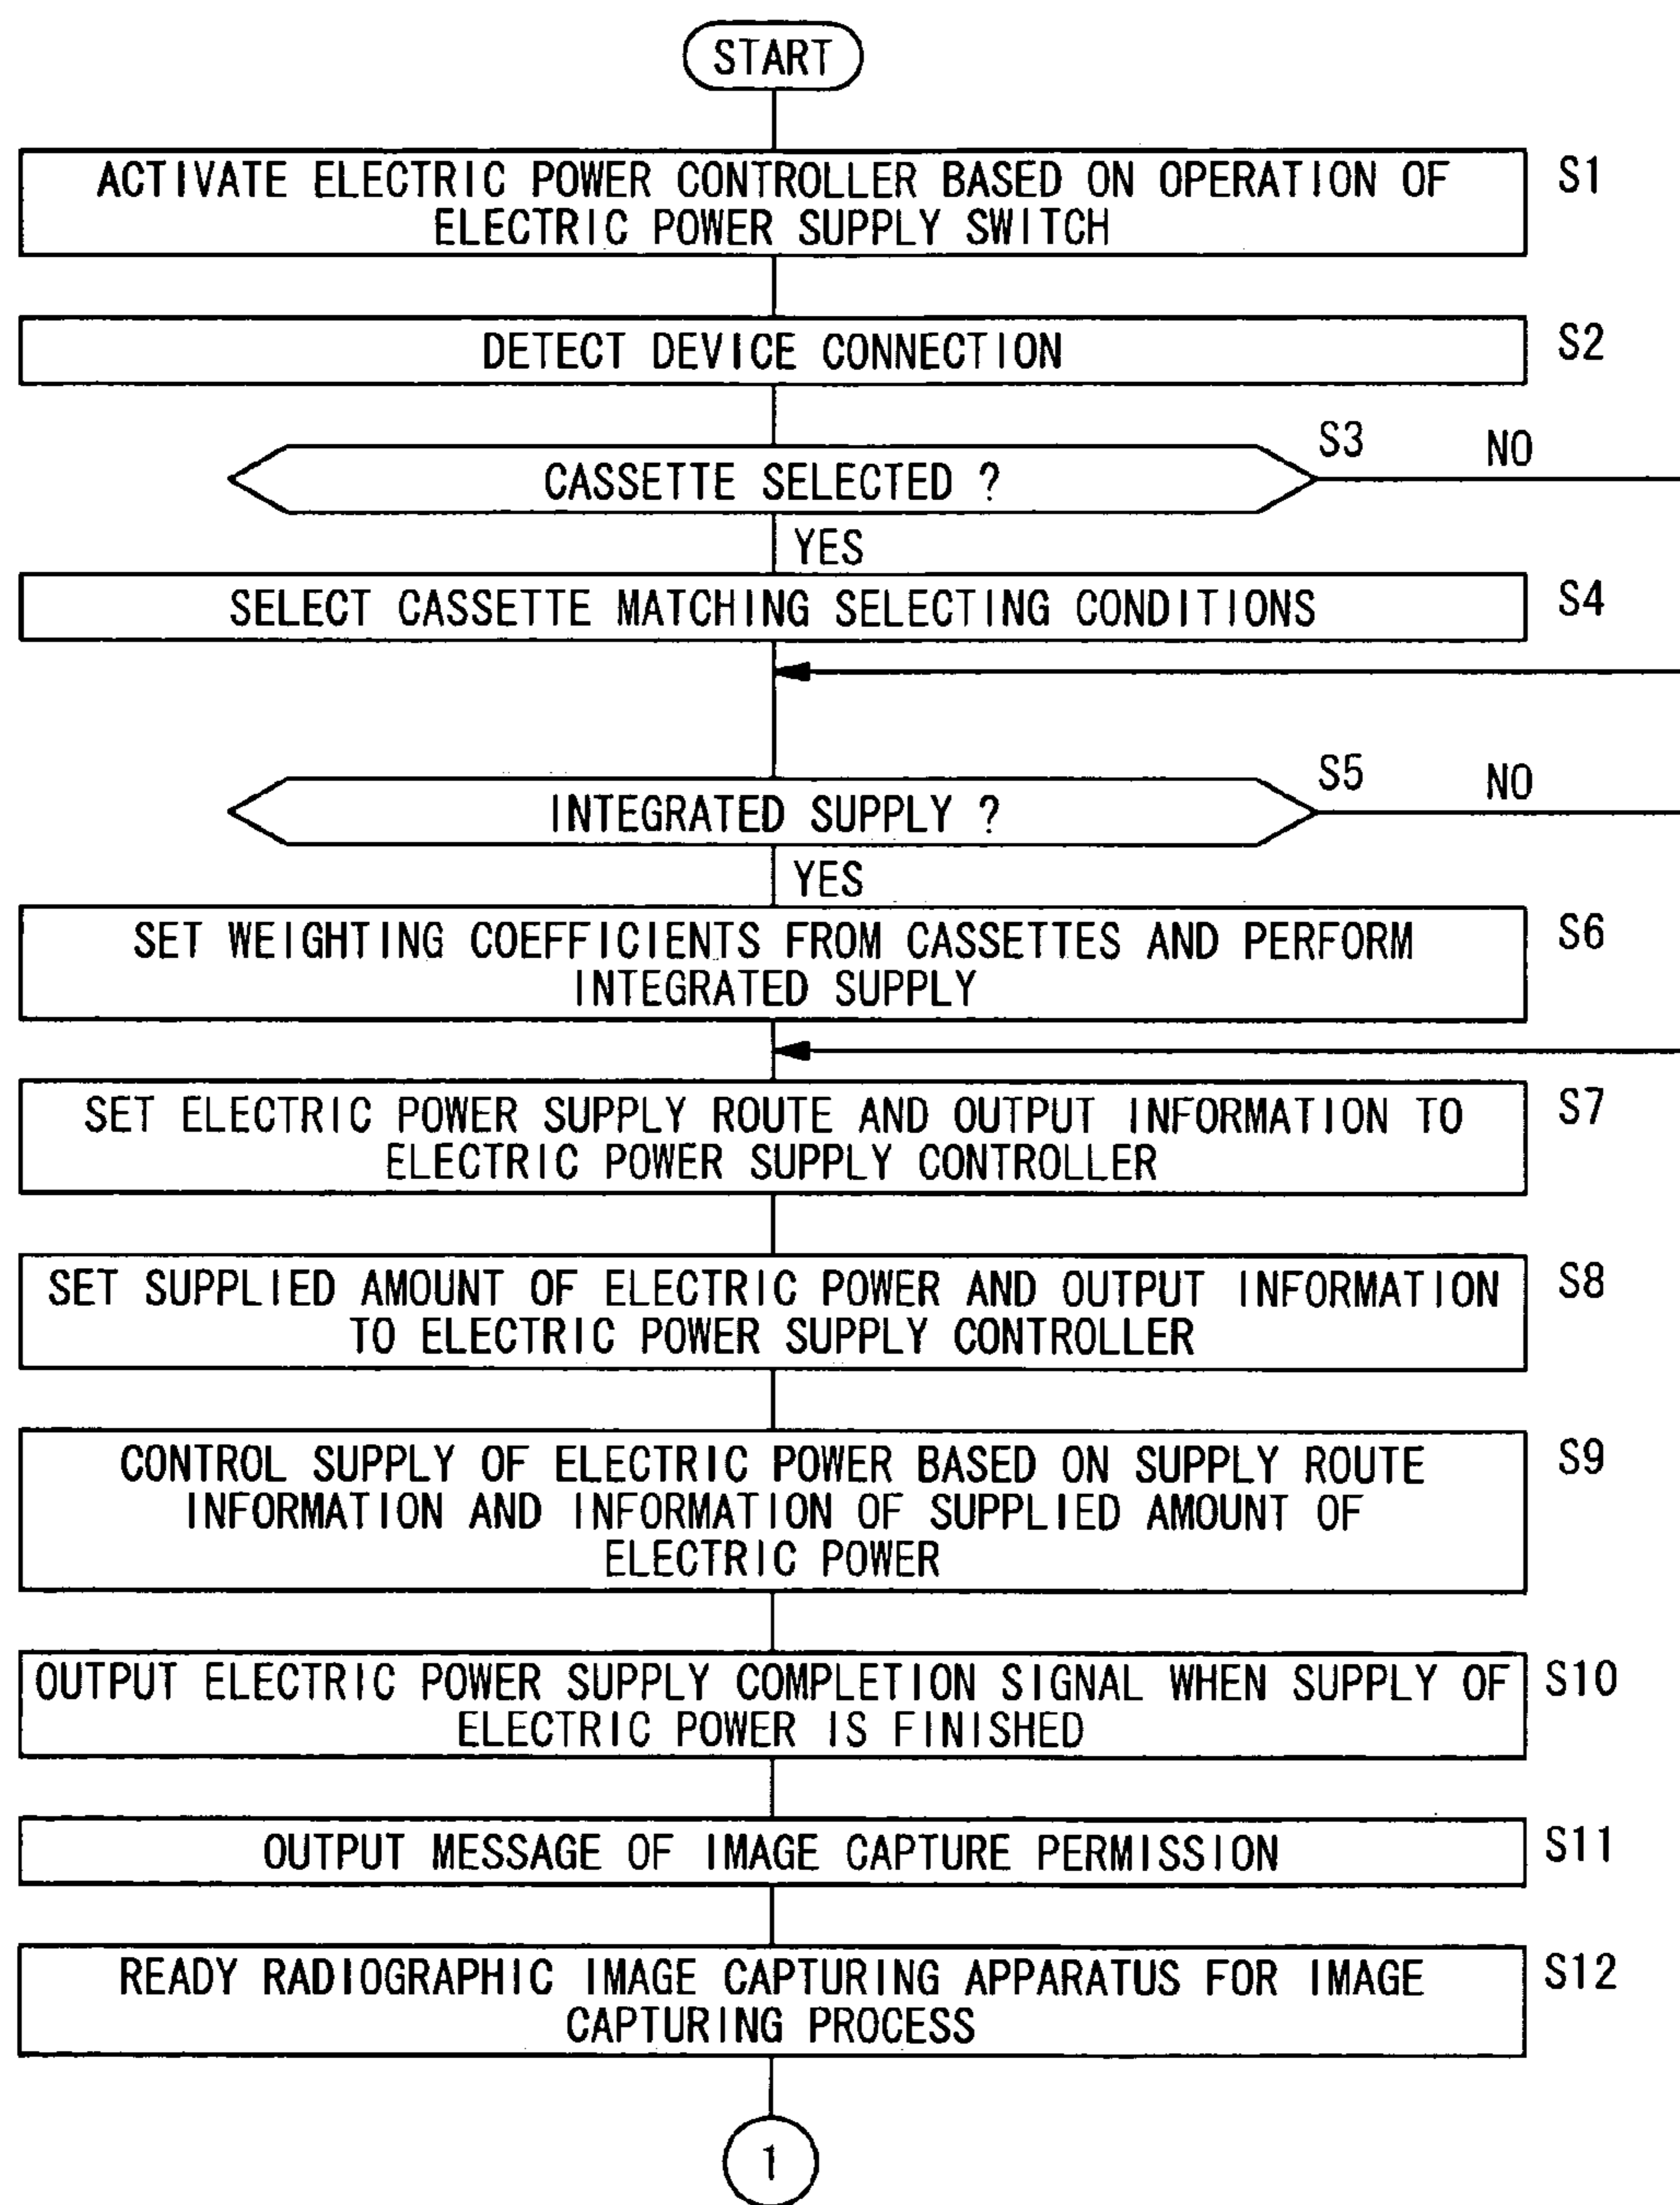 START
ACTIVATE ELECTRIC POWER CONTROLLER BASED ON OPERATION OF
ELECTRIC POWER SUPPLY SWITCH
S1
DETECT DEVICE CONNECTION
S2
CASSETTE SELECTED ?
S3
NO
YES
SELECT CASSETTE MATCHING SELECTING CONDITIONS
S4
INTEGRATED SUPPLY ?
S5
NO
YES
SET WEIGHTING COEFFICIENTS FROM CASSETTES AND PERFORM
INTEGRATED SUPPLY
S6
SET ELECTRIC POWER SUPPLY ROUTE AND OUTPUT INFORMATION TO
ELECTRIC POWER SUPPLY CONTROLLER
S7
SET SUPPLIED AMOUNT OF ELECTRIC POWER AND OUTPUT INFORMATION
TO ELECTRIC POWER SUPPLY CONTROLLER
S8
CONTROL SUPPLY OF ELECTRIC POWER BASED ON SUPPLY ROUTE
INFORMATION AND INFORMATION OF SUPPLIED AMOUNT OF
ELECTRIC POWER
S9
OUTPUT ELECTRIC POWER SUPPLY COMPLETION SIGNAL WHEN SUPPLY OF
ELECTRIC POWER IS FINISHED
S10
OUTPUT MESSAGE OF IMAGE CAPTURE PERMISSION
S11
READY RADIOGRAPHIC IMAGE CAPTURING APPARATUS FOR IMAGE
CAPTURING PROCESS
S12
1